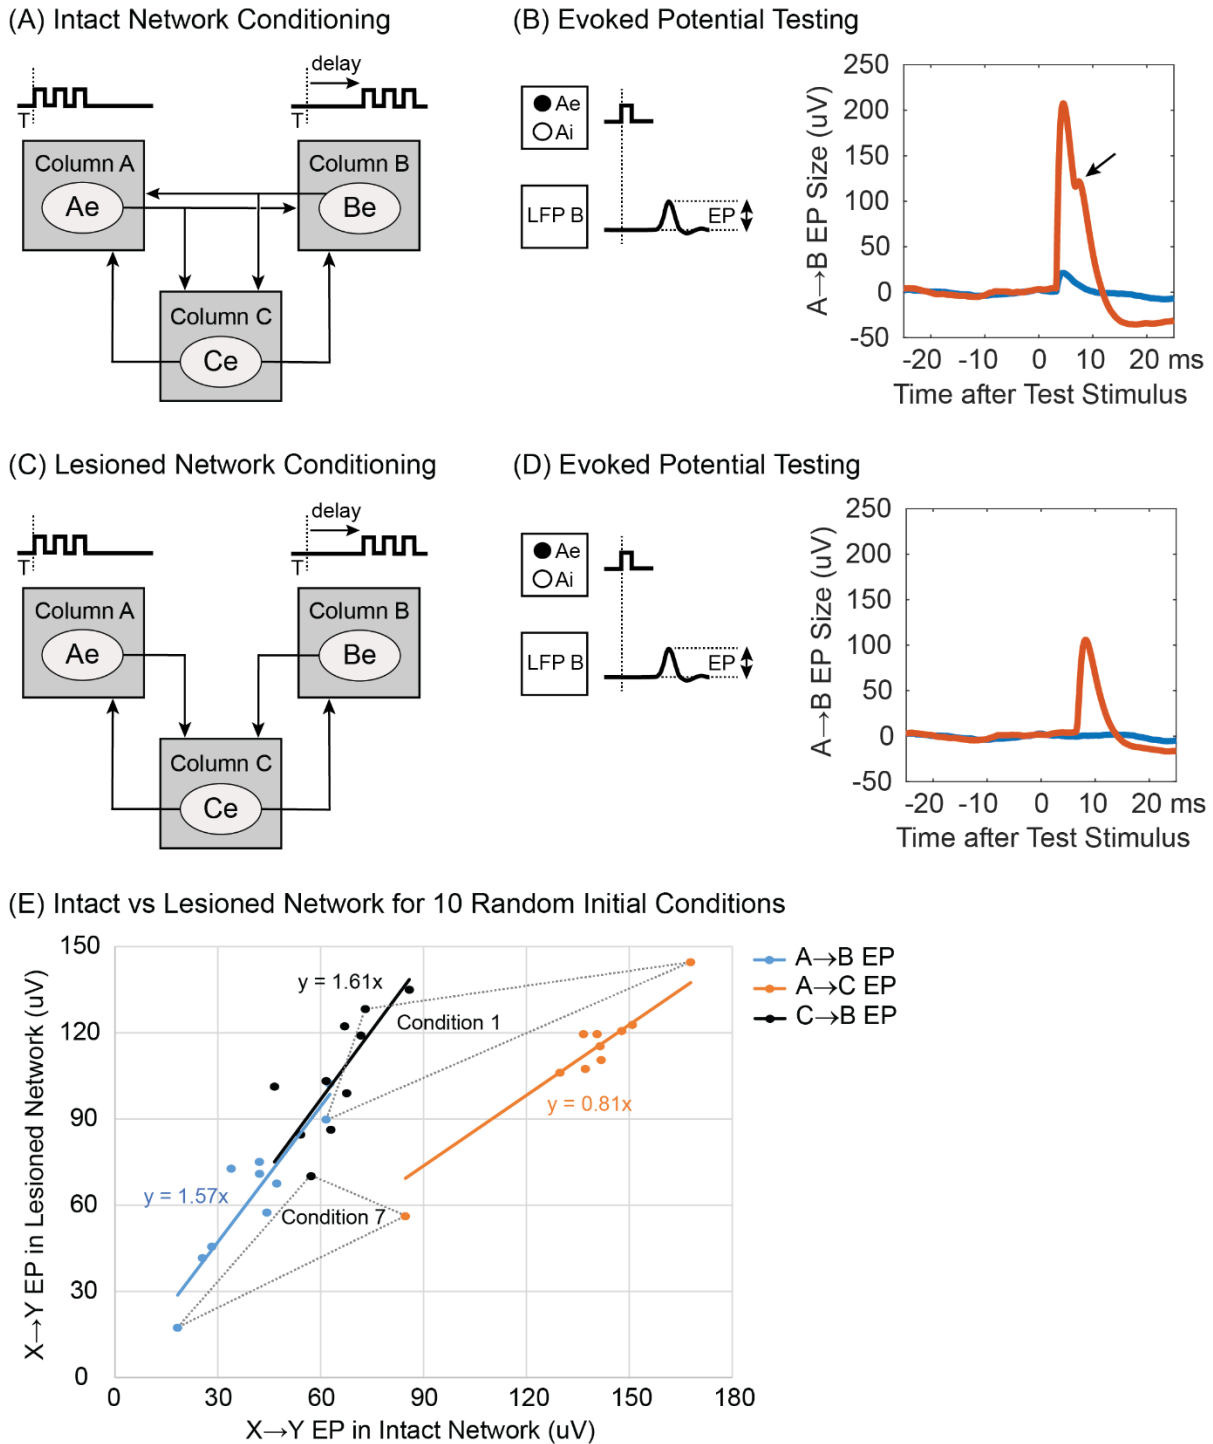 (A) Intact Network Conditioning
delay
T
T
Column A
Ae
Column B
Be
Column C
Ce
(B) Evoked Potential Testing
Ae
Ai
LFP B
EP
A→B EP Size (uV)
250
200
150
100
50
0
-50
-20 -10 0 10 20 ms
Time after Test Stimulus
(C) Lesioned Network Conditioning
delay
T
T
Column A
Ae
Column B
Be
Column C
Ce
(D) Evoked Potential Testing
Ae
Ai
LFP B
EP
A→B EP Size (uV)
250
200
150
100
50
0
-50
-20 -10 0 10 20 ms
Time after Test Stimulus
(E) Intact vs Lesioned Network for 10 Random Initial Conditions
X→Y EP in Lesioned Network (uV)
150
120
90
60
30
0
y = 1.61x
Condition 1
y = 0.81x
y = 1.57x
Condition 7
A→B EP
A→C EP
C→B EP
0 30 60 90 120 150 180
X→Y EP in Intact Network (uV)